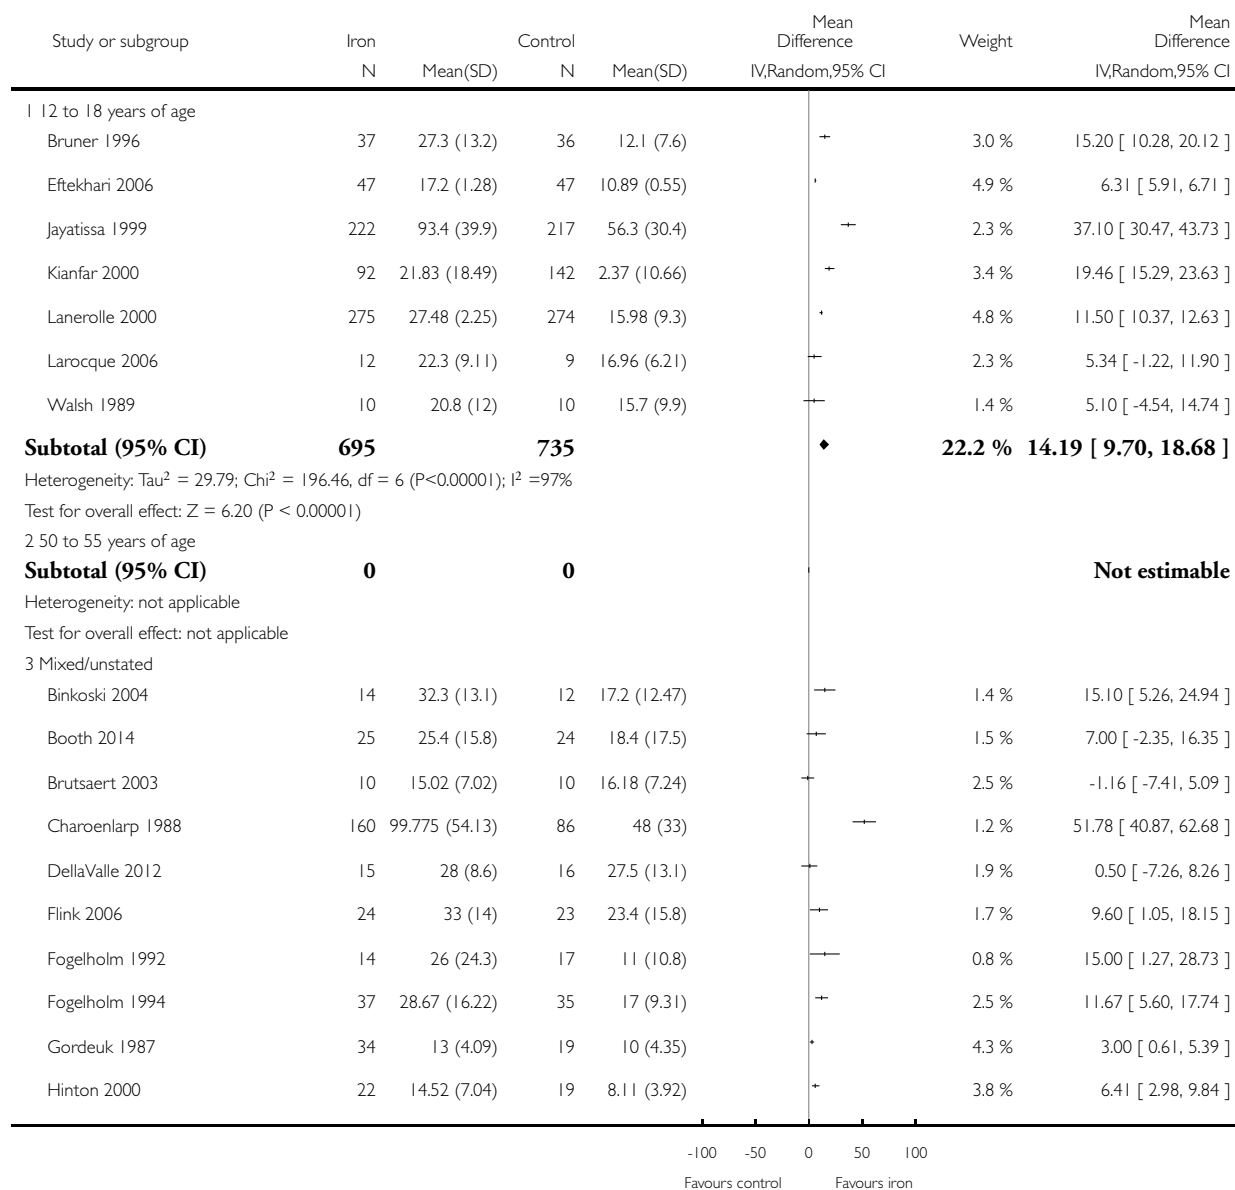 Mean Mean
Study or subgroup Iron Control Difference Weight Difference
N Mean(SD) N Mean(SD) IV,Random,95% CI IV,Random,95% CI
1 12 to 18 years of age
Bruner 1996 37 27.3 (13.2) 36 12.1 (7.6) 3.0 % 15.20 [ 10.28, 20.12 ]
Eftekhari 2006 47 17.2 (1.28) 47 10.89 (0.55) 4.9 % 6.31 [ 5.91, 6.71 ]
Jayatissa 1999 222 93.4 (39.9) 217 56.3 (30.4) 2.3 % 37.10 [ 30.47, 43.73 ]
Kianfar 2000 92 21.83 (18.49) 142 2.37 (10.66) 3.4 % 19.46 [ 15.29, 23.63 ]
Lanerolle 2000 275 27.48 (2.25) 274 15.98 (9.3) 4.8 % 11.50 [ 10.37, 12.63 ]
Larocque 2006 12 22.3 (9.11) 9 16.96 (6.21) 2.3 % 5.34 [ -1.22, 11.90 ]
Walsh 1989 10 20.8 (12) 10 15.7 (9.9) 1.4 % 5.10 [ -4.54, 14.74 ]
Subtotal (95% CI) 695 735 22.2 % 14.19 [ 9.70, 18.68 ]
Heterogeneity: Tau² = 29.79; Chi² = 196.46, df = 6 (P<0.00001); I² =97%
Test for overall effect: Z = 6.20 (P < 0.00001)
2 50 to 55 years of age
Subtotal (95% CI) 0 0 Not estimable
Heterogeneity: not applicable
Test for overall effect: not applicable
3 Mixed/unstated
Binkoski 2004 14 32.3 (13.1) 12 17.2 (12.47) 1.4 % 15.10 [ 5.26, 24.94 ]
Booth 2014 25 25.4 (15.8) 24 18.4 (17.5) 1.5 % 7.00 [ -2.35, 16.35 ]
Brutsaert 2003 10 15.02 (7.02) 10 16.18 (7.24) 2.5 % -1.16 [ -7.41, 5.09 ]
Charoenlarp 1988 160 99.775 (54.13) 86 48 (33) 1.2 % 51.78 [ 40.87, 62.68 ]
DellaValle 2012 15 28 (8.6) 16 27.5 (13.1) 1.9 % 0.50 [ -7.26, 8.26 ]
Flink 2006 24 33 (14) 23 23.4 (15.8) 1.7 % 9.60 [ 1.05, 18.15 ]
Fogelholm 1992 14 26 (24.3) 17 11 (10.8) 0.8 % 15.00 [ 1.27, 28.73 ]
Fogelholm 1994 37 28.67 (16.22) 35 17 (9.31) 2.5 % 11.67 [ 5.60, 17.74 ]
Gordeuk 1987 34 13 (4.09) 19 10 (4.35) 4.3 % 3.00 [ 0.61, 5.39 ]
Hinton 2000 22 14.52 (7.04) 19 8.11 (3.92) 3.8 % 6.41 [ 2.98, 9.84 ]
-100 -50 0 50 100
Favours control Favours iron